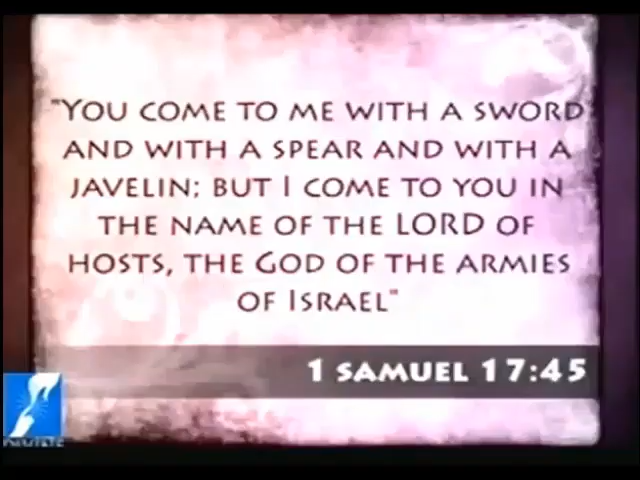 "You come to me with a sword
and with a spear and with a
javelin; but I come to you in
the name of the LORD of
hosts, the God of the armies
of Israel"
1 SAMUEL 17:45